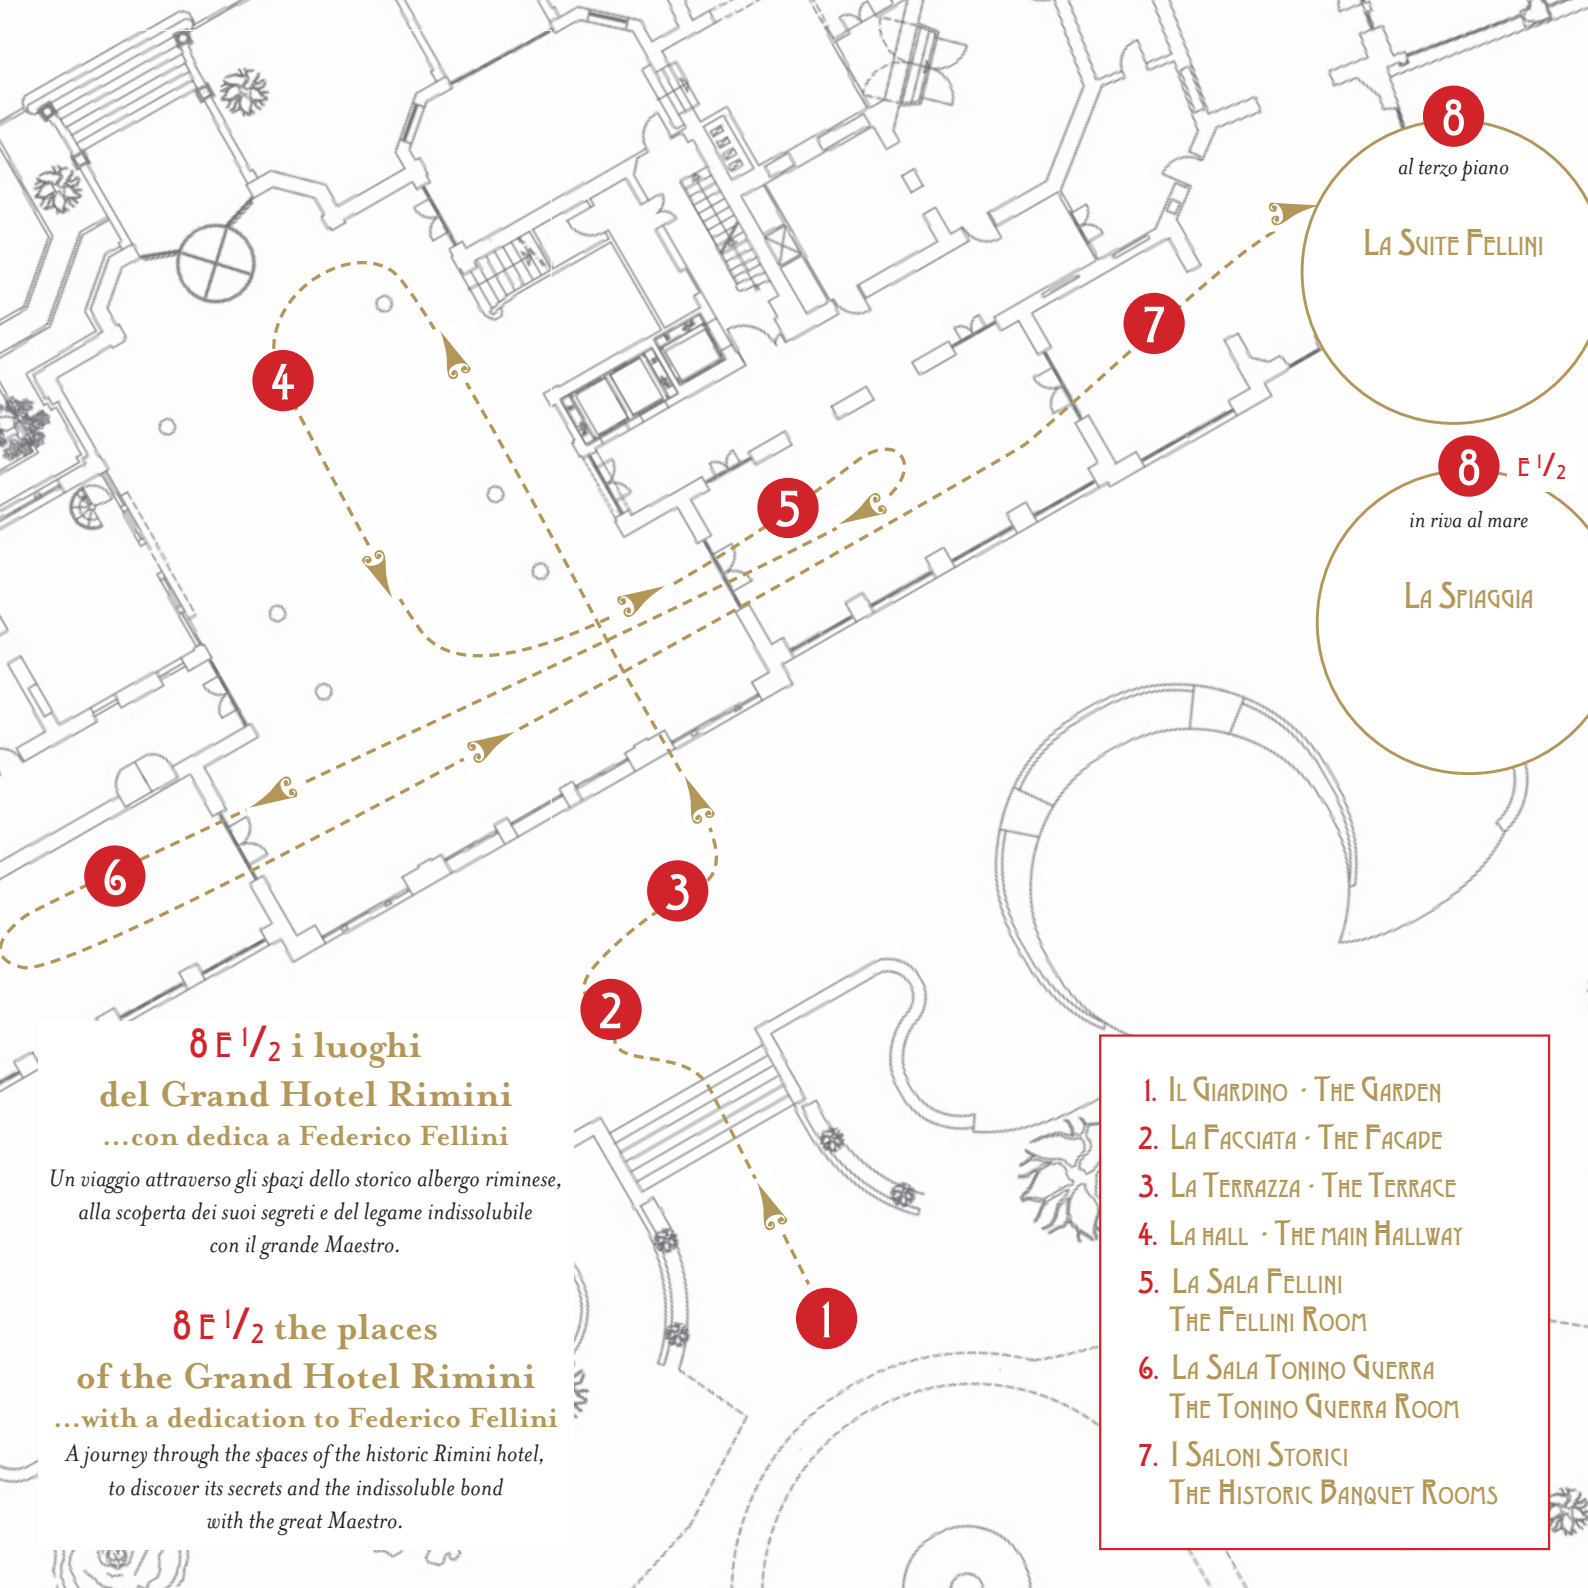 8
al terzo piano
La Suite Fellini
8 E 1/2
in riva al mare
La Spiaggia
7
4
5
6
3
2
1
8 E 1/2 i luoghi
del Grand Hotel Rimini
...con dedica a Federico Fellini
Un viaggio attraverso gli spazi dello storico albergo riminese,
alla scoperta dei suoi segreti e del legame indissolubile
con il grande Maestro.
8 E 1/2 the places
of the Grand Hotel Rimini
...with a dedication to Federico Fellini
A journey through the spaces of the historic Rimini hotel,
to discover its secrets and the indissoluble bond
with the great Maestro.
1. Il Giardino - The Garden
2. La Facciata - The Facade
3. La Terrazza - The Terrace
4. La hall - The main Hallway
5. La Sala Fellini
The Fellini Room
6. La Sala Tonino Guerra
The Tonino Guerra Room
7. I Saloni Storici
The Historic Banquet Rooms